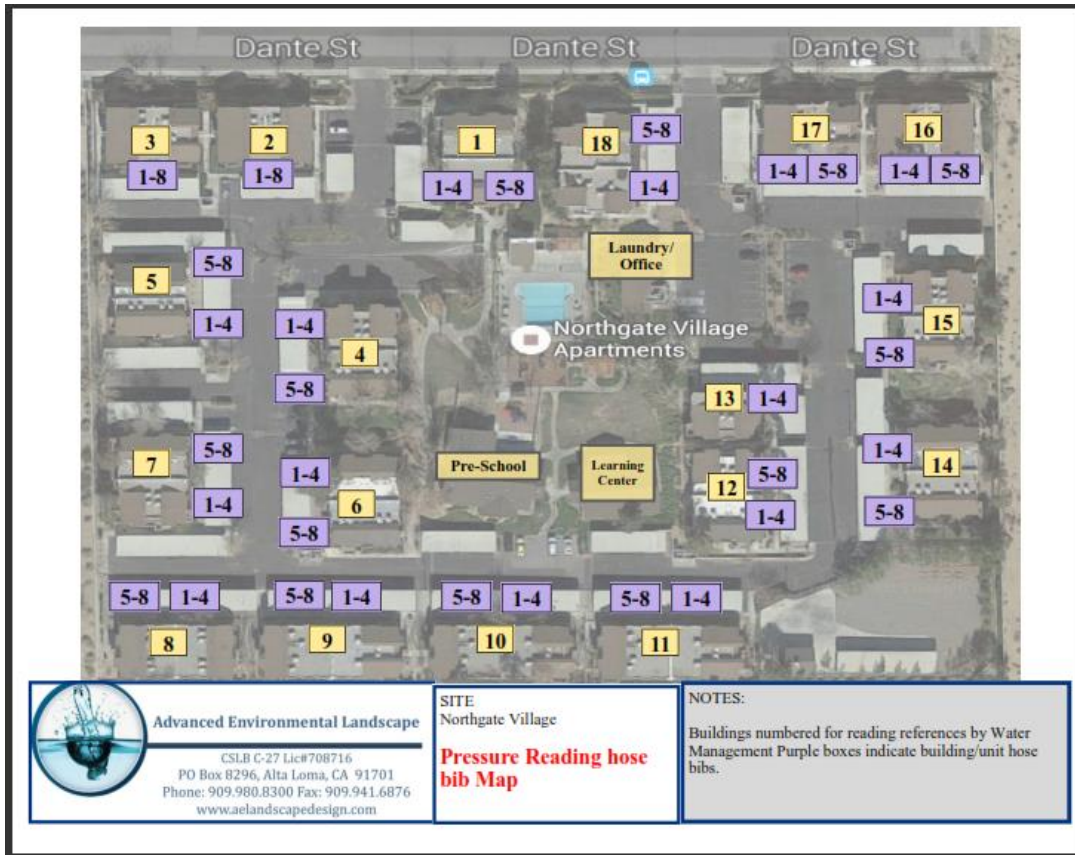 Dante St Dante St Dante St
3 2 1 18 5-8 17 16
1-8 1-8 1-4 5-8 1-4 1-4 5-8 1-4 5-8
Laundry/
Office
5 5-8
1-4
1-4
4
5-8
1-4
15
5-8
Northgate Village
Apartments
13 1-4
7 5-8
1-4
1-4
6
5-8
Pre-School
Learning
Center
12 5-8
1-4
1-4
14
5-8
5-8 1-4 5-8 1-4 5-8 1-4 5-8 1-4
8 9 10 11
Advanced Environmental Landscape
CSLB C-27 Lic#708716
PO Box 8296, Alta Loma, CA 91701
Phone: 909.980.8300 Fax: 909.941.6876
www.aelandscapedesign.com
SITE
Northgate Village
Pressure Reading hose
bib Map
NOTES:
Buildings numbered for reading references by Water
Management Purple boxes indicate building/unit hose
bibs.